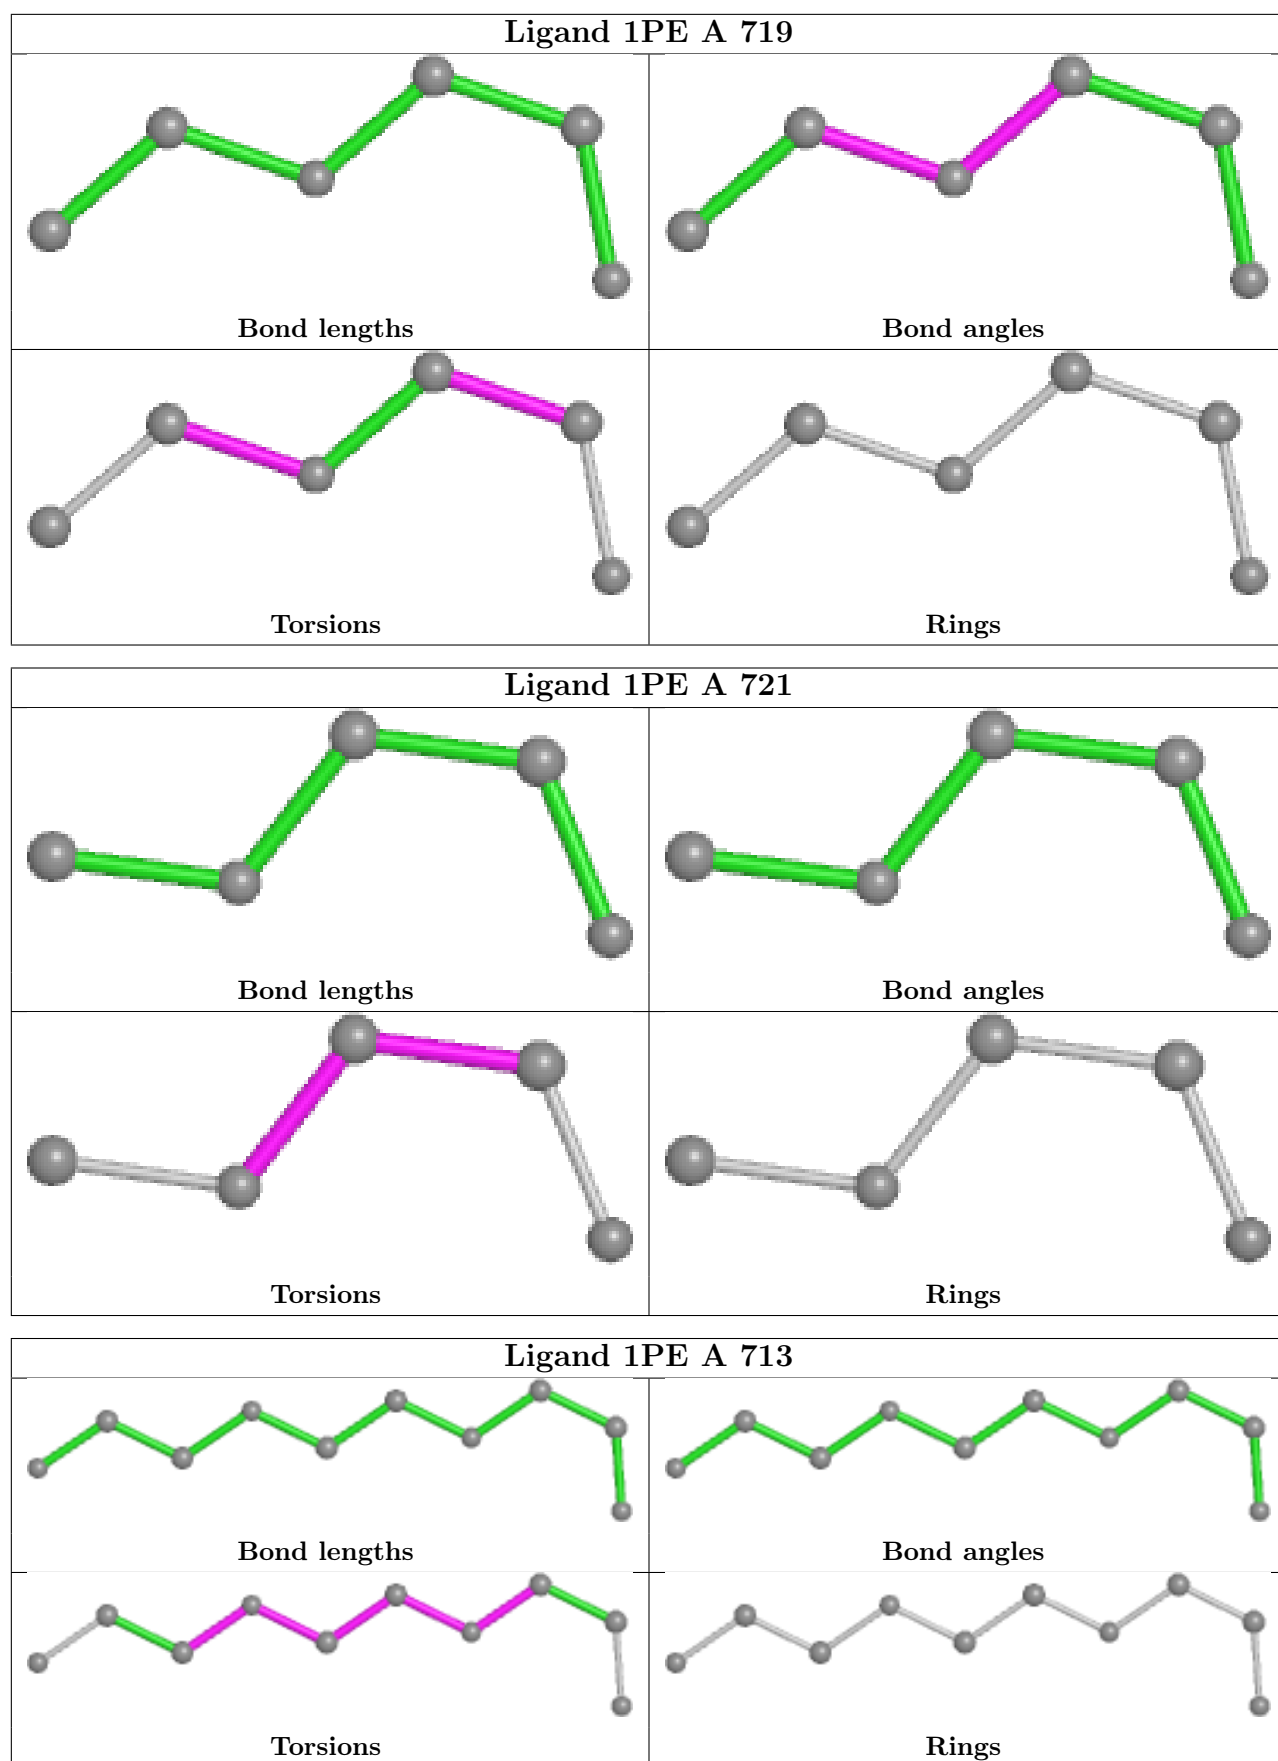 Ligand 1PE A 719
Bond lengths
Bond angles
Torsions
Rings
Ligand 1PE A 721
Bond lengths
Bond angles
Torsions
Rings
Ligand 1PE A 713
Bond lengths
Bond angles
Torsions
Rings